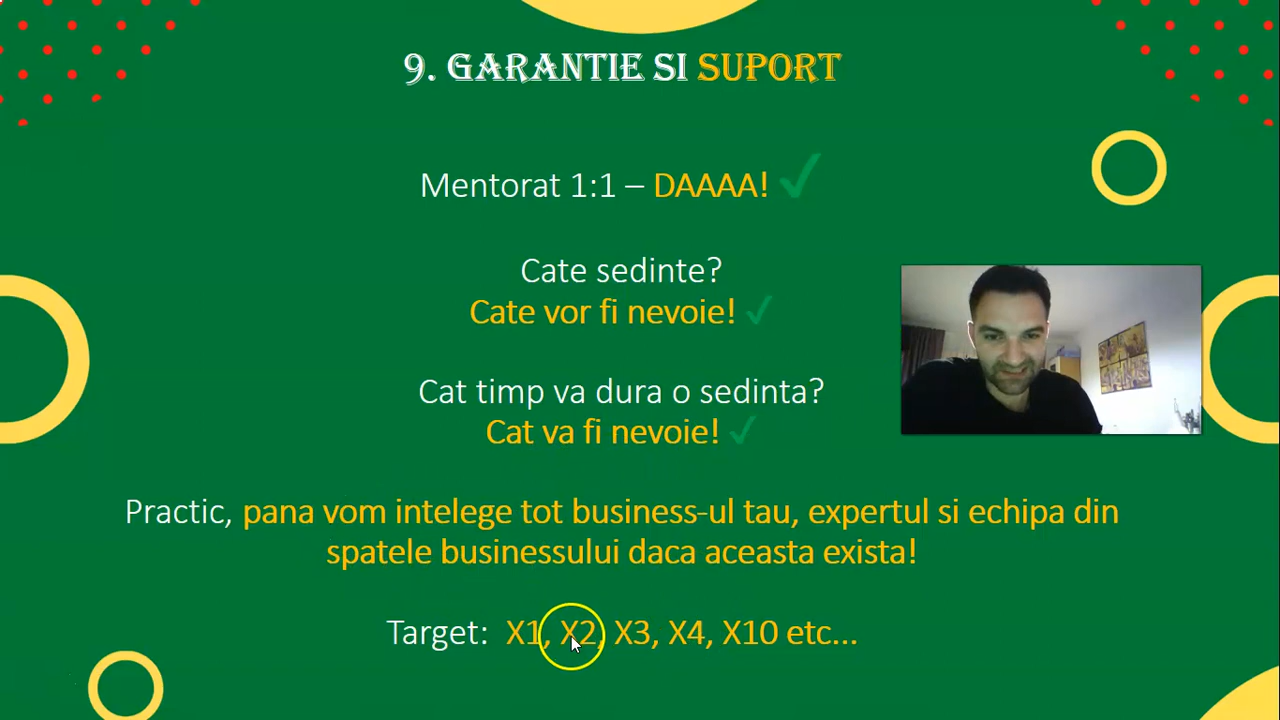 9. GARANTIE SI SUPORT
Mentorat 1:1 – DAAAA!
Cate sedinte?
Cate vor fi nevoie!
Cat timp va dura o sedinta?
Cat va fi nevoie!
Practic, pana vom intelege tot business-ul tau, expertul si echipa din
spatele businessului daca aceasta exista!
Target: X1, X2, X3, X4, X10 etc...